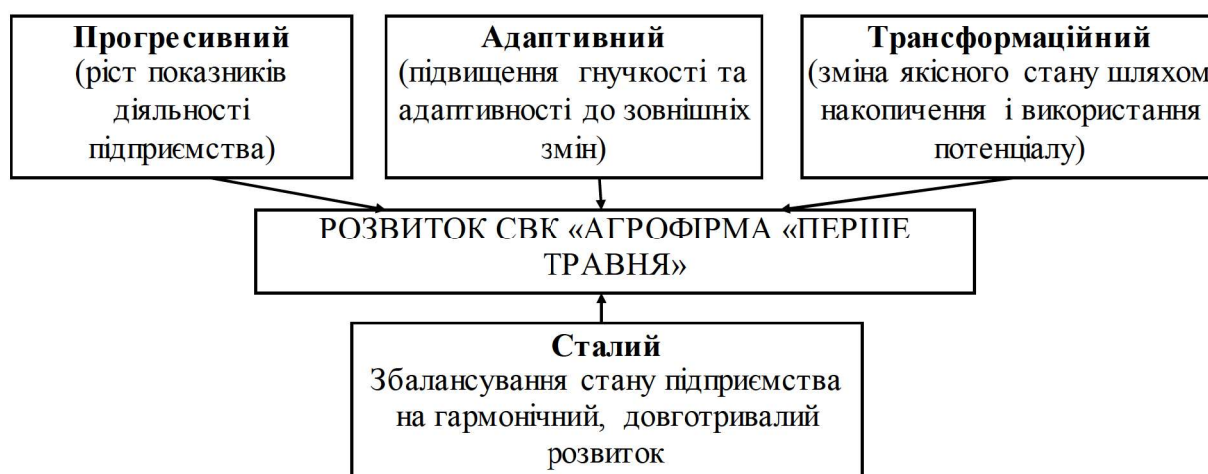 Прогресивний
(ріст показників
діяльності
підприємства)
Адаптивний
(підвищення гнучкості та
адаптивності до зовнішніх
змін)
Трансформаційний
(зміна якісного стану шляхом
накопичення і використання
потенціалу)
РОЗВИТОК СВК «АГРОФІРМА «ПЕРШЕ
ТРАВНЯ»
Сталий
Збалансування стану підприємства
на гармонічний, довготривалий
розвиток